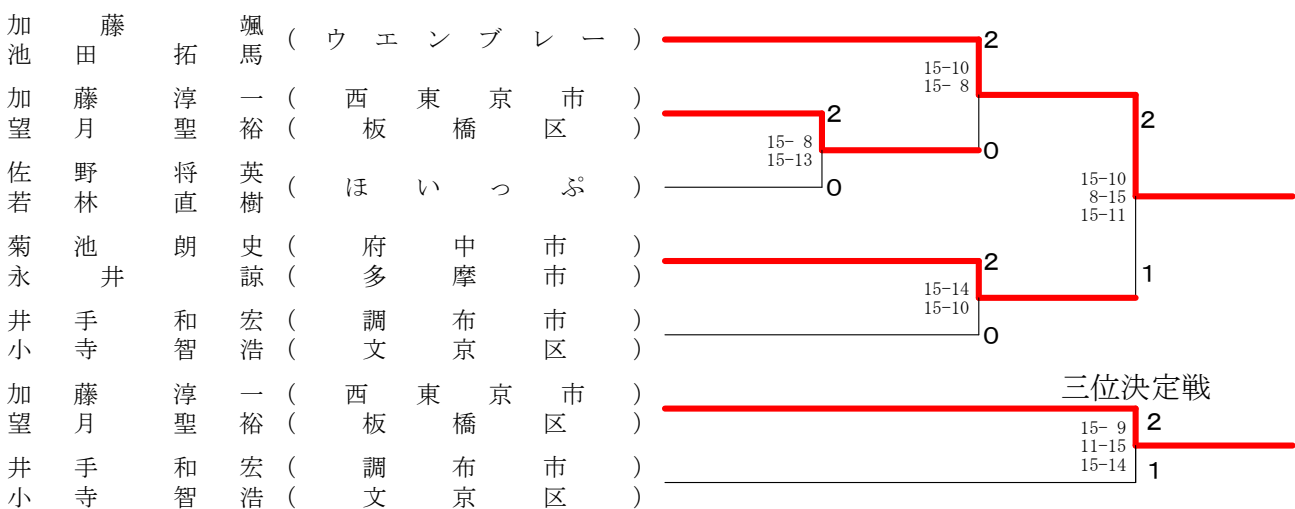 加藤颯
池田拓馬
(ウエンブレー)
加藤淳一(西東京市)
望月聖裕(板橋区)
佐野将英
若林直樹
(ほいっぷ)
菊池朗史(府中市)
永井諒(多摩市)
井手和宏(調布市)
小寺智浩(文京区)
2
15-10
15- 8
0
2
15- 8
15-13
0
2
15-10
8-15
15-11
1
2
15-14
15-10
0
三位決定戦
加藤淳一(西東京市)
望月聖裕(板橋区)
井手和宏(調布市)
小寺智浩(文京区)
2
15- 9
11-15
15-14
1